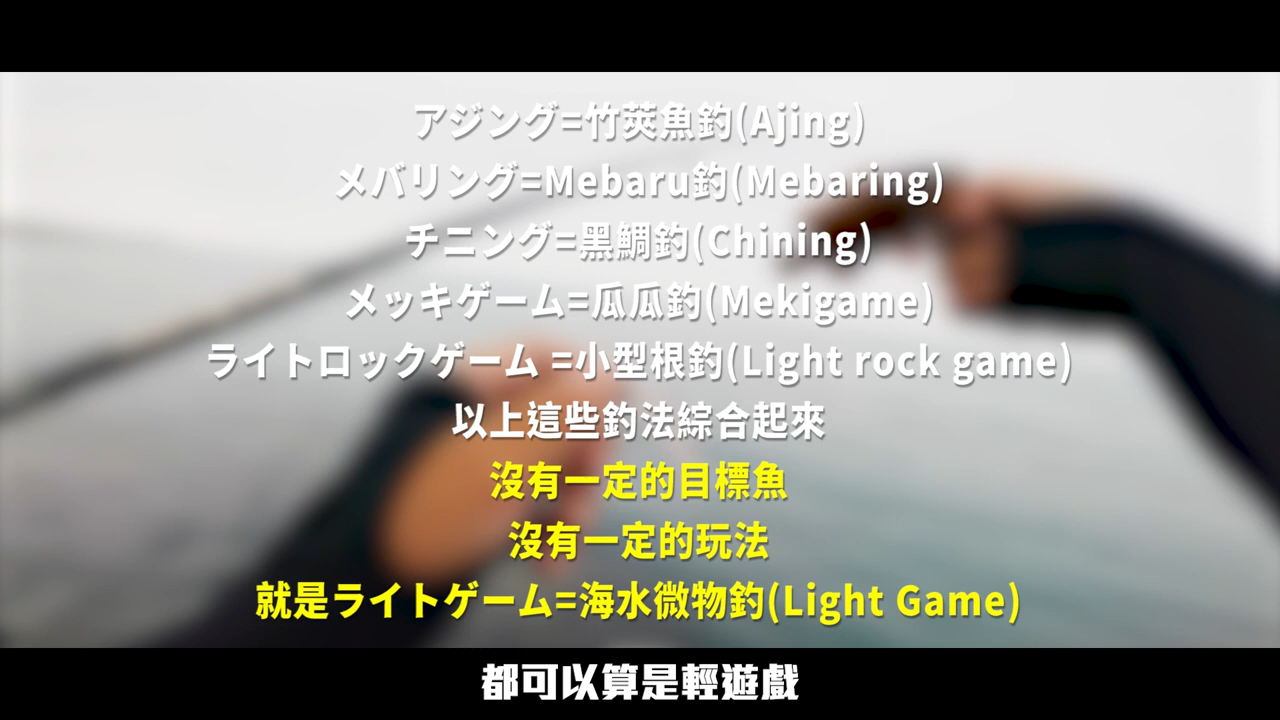 アジング=竹莢魚釣(Ajing)
メバリング=Mebaru釣(Mebaring)
チニング=黑鯛釣(Chining)
メッキゲーム=瓜瓜釣(Mekigame)
ライトロックゲーム =小型根釣(Light rock game)
以上這些釣法綜合起來
沒有一定的目標魚
沒有一定的玩法
就是ライトゲーム=海水微物釣(Light Game)
都可以算是輕遊戲